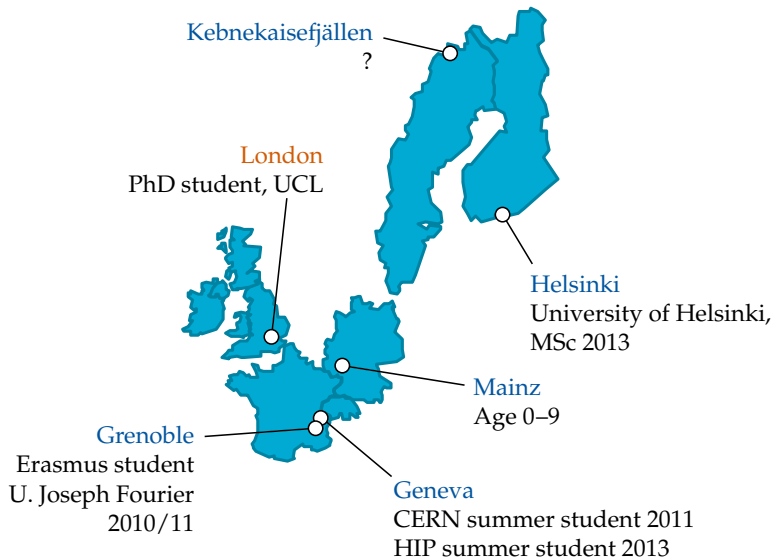 Kebnekaisefjällen
?
London
PhD student, UCL
Helsinki
University of Helsinki,
MSc 2013
Mainz
Age 0–9
Grenoble
Erasmus student
U. Joseph Fourier
2010/11
Geneva
CERN summer student 2011
HIP summer student 2013